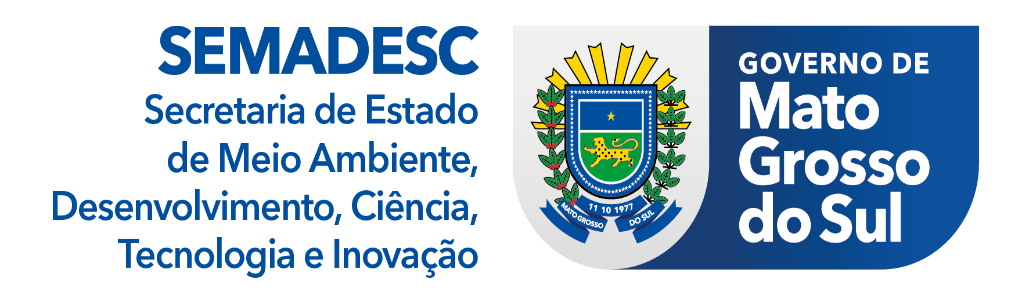 SEMADESC
Secretaria de Estado
de Meio Ambiente,
Desenvolvimento, Ciência,
Tecnologia e Inovação
MATO GROSSO
11 10 1977
DO SUL
GOVERNO DE
Mato
Grosso
do Sul